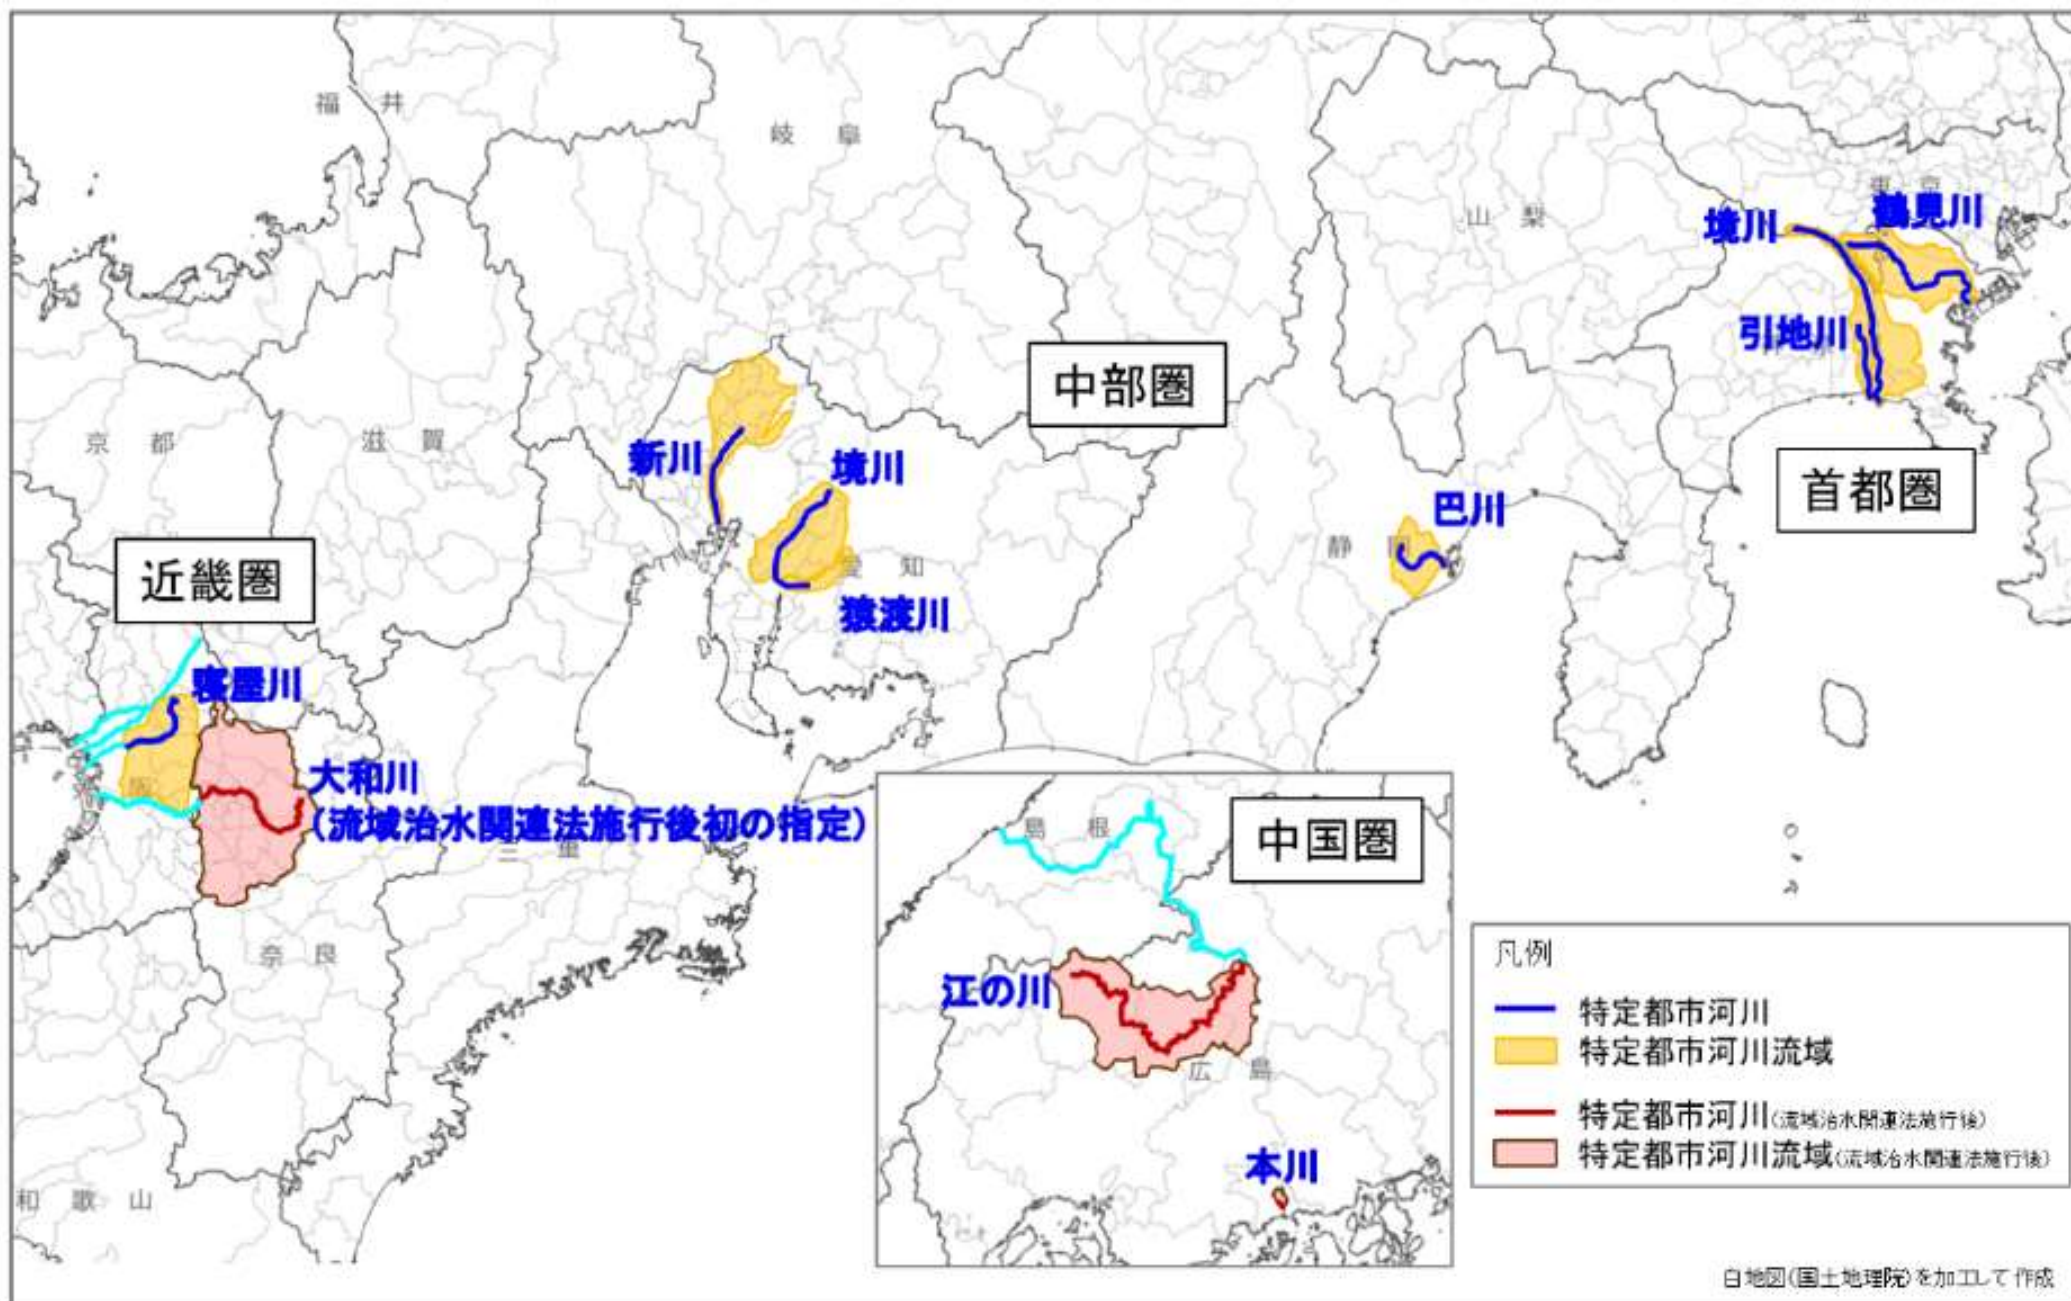 福井
岐阜
東京
山梨
境川
鶴見川
引地川
中部圏
首都圏
京都
滋賀
新川
境川
巴川
静岡
愛知
猿渡川
近畿圏
寝屋川
大和川
(流域治水関連法施行後初の指定)
三重
奈良
和歌山
中国圏
島根
江の川
広島
本川
凡例
特定都市河川
特定都市河川流域
特定都市河川(流域治水関連法施行後)
特定都市河川流域(流域治水関連法施行後)
白地図(国土地理院)を加工して作成